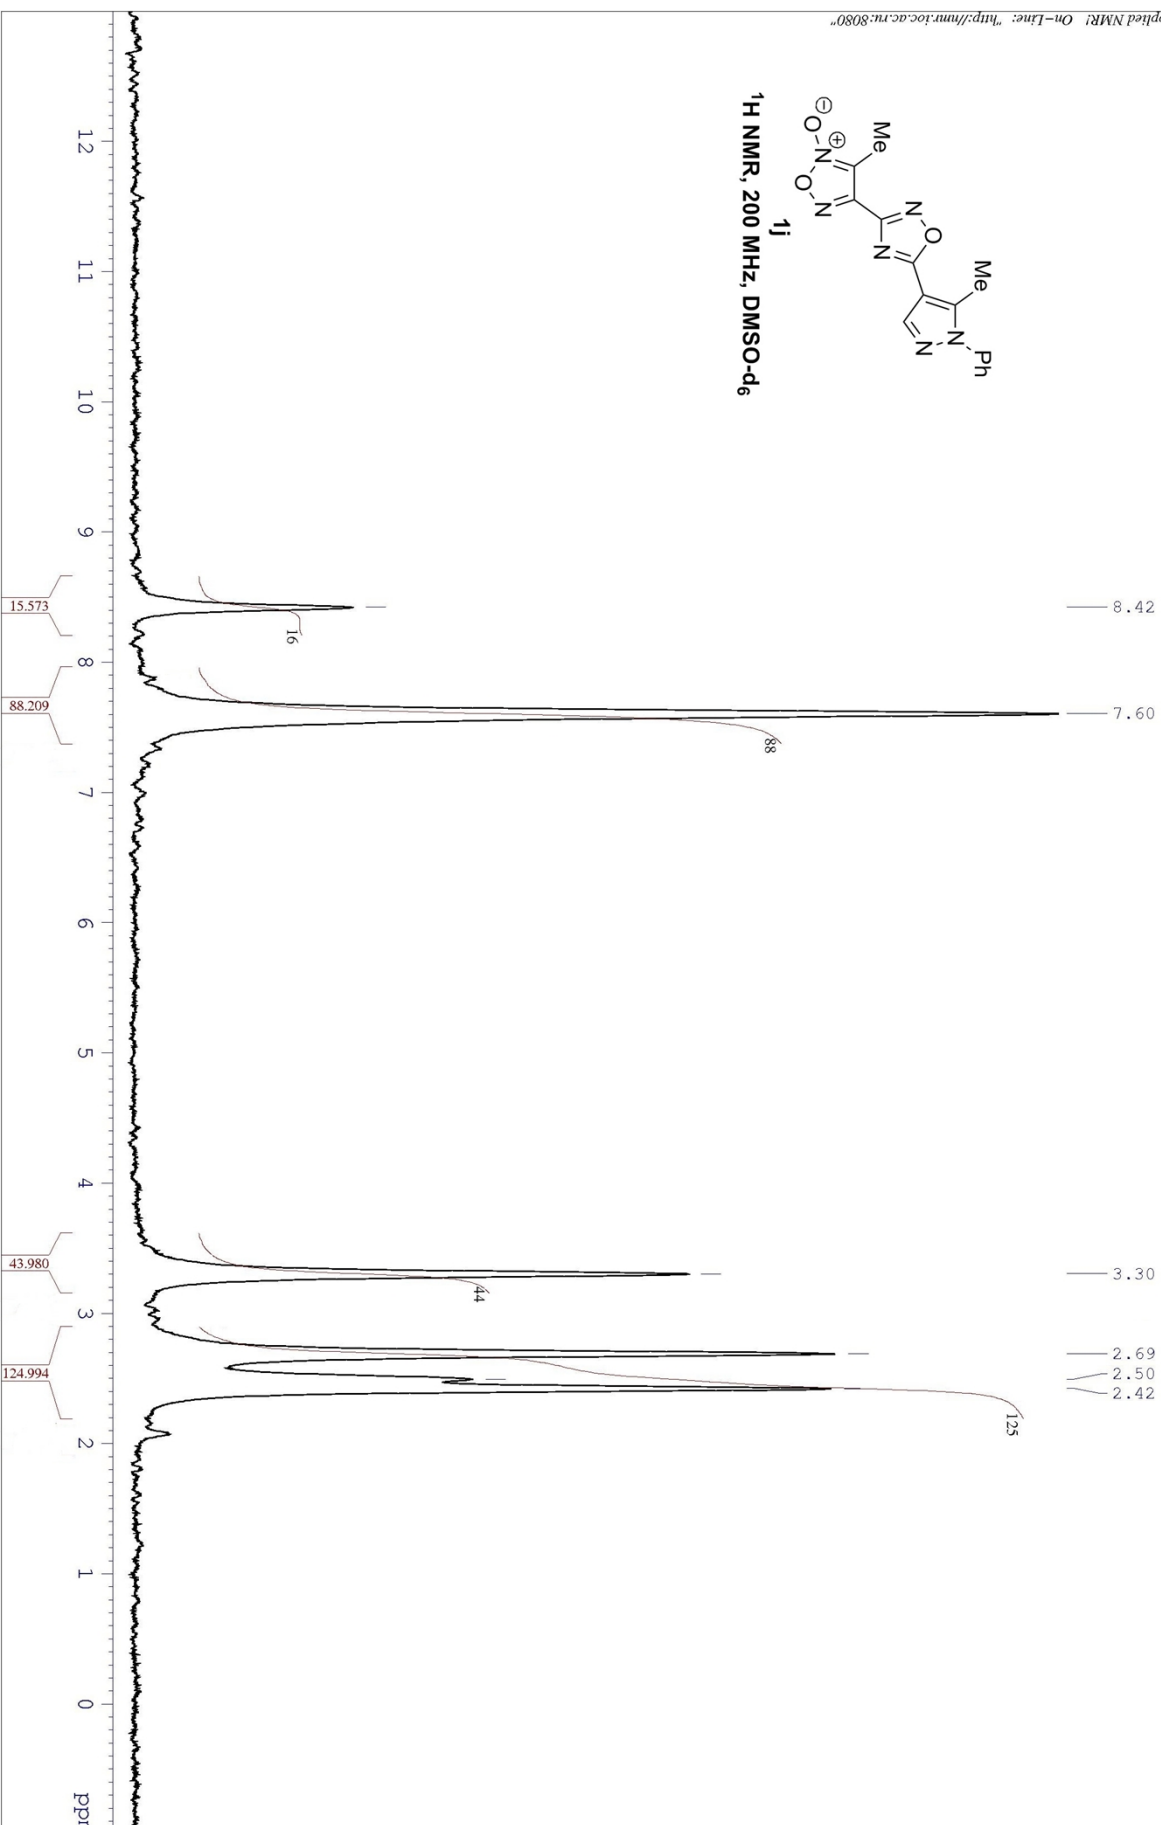 pplied NMR! On-Line: "http://nmr.ioc.ac.ru:8080"
Me
⊖
O
⊕
N
O
N
N
O
N
Me
N
N
Ph
1j
¹H NMR, 200 MHz, DMSO-d₆
8.42
7.60
3.30
2.69
2.50
2.42
16
88
44
125
12
11
10
9
8
7
6
5
4
3
2
1
0
15.573
88.209
43.980
124.994